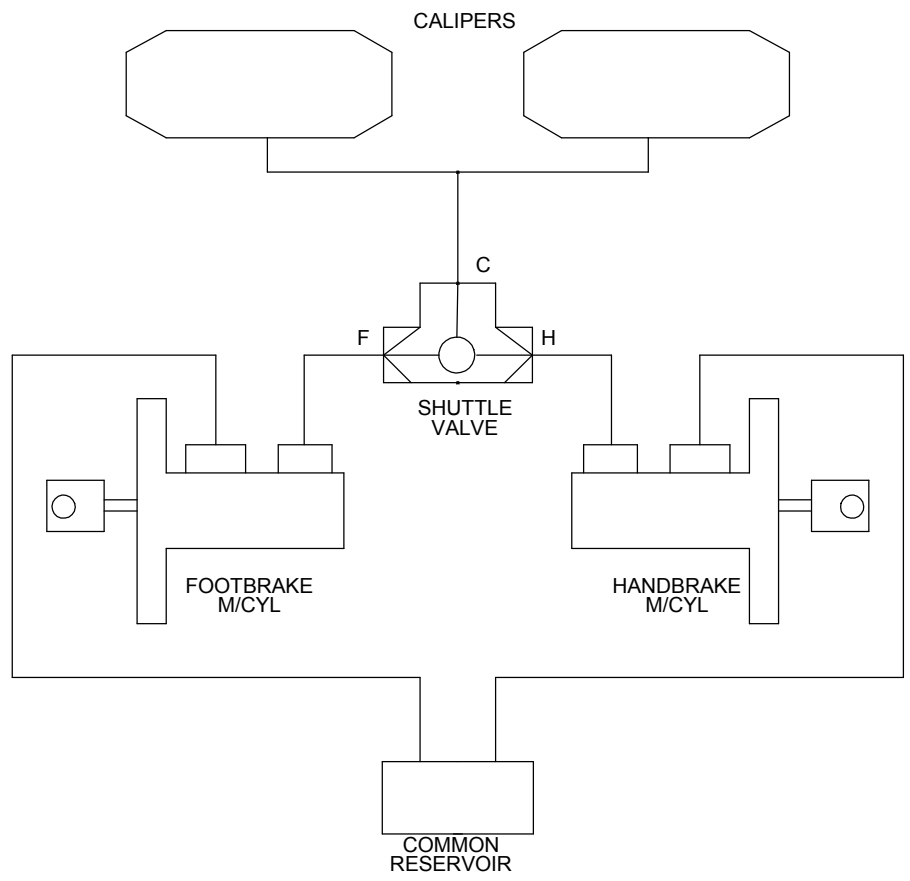 CALIPERS
C
F
H
SHUTTLE
VALVE
FOOTBRAKE
M/CYL
HANDBRAKE
M/CYL
COMMON
RESERVOIR